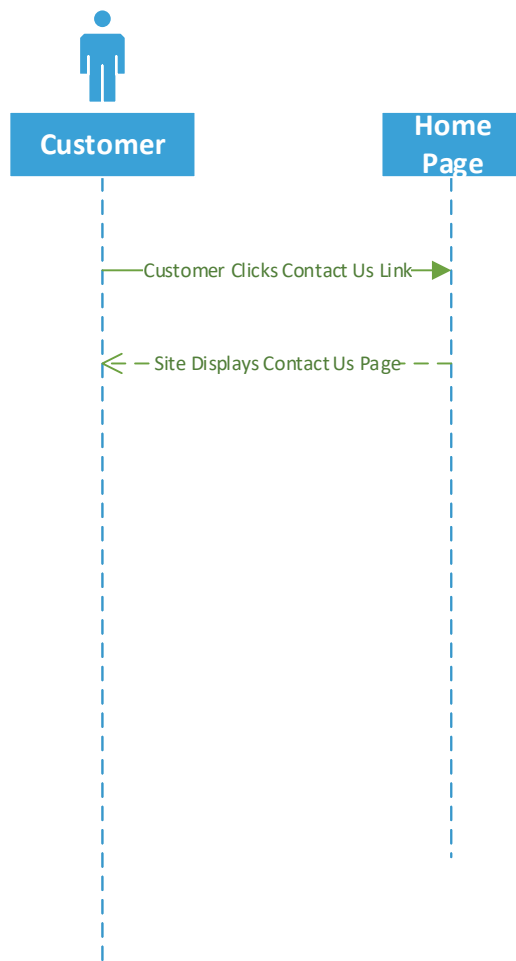 Customer
Home
Page
Customer Clicks Contact Us Link
Site Displays Contact Us Page